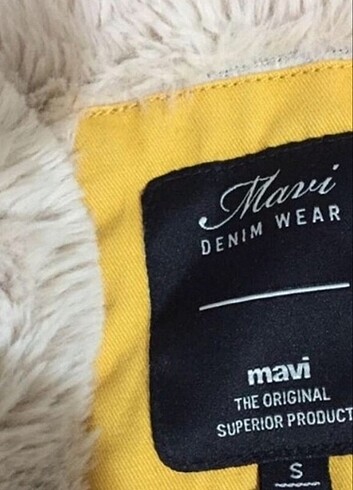 Mavi
DENIM WEAR
mavi
THE ORIGINAL
SUPERIOR PRODUCT
S